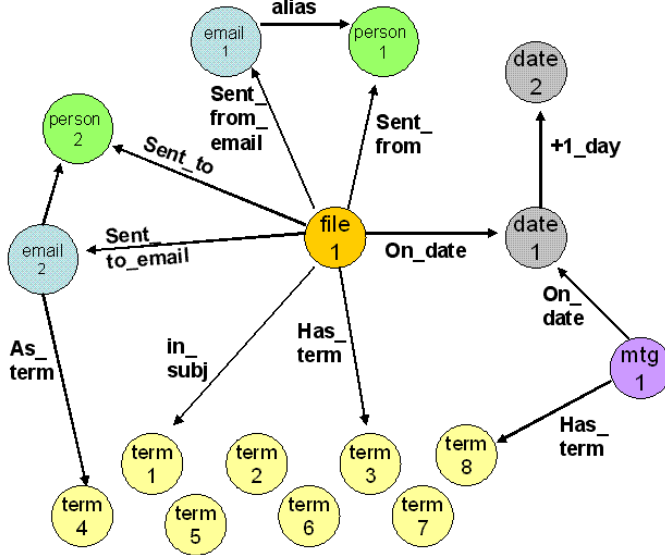 alias
email
1
person
1
date
2
Sent_
from_
email
Sent_
from
person
2
+1_day
Sent_to
file
1
date
1
email
2
Sent_
to_email
On_date
On_
date
As_
term
in_
subj
Has_
term
mtg
1
Has_
term
term
1
term
2
term
3
term
8
term
4
term
5
term
6
term
7